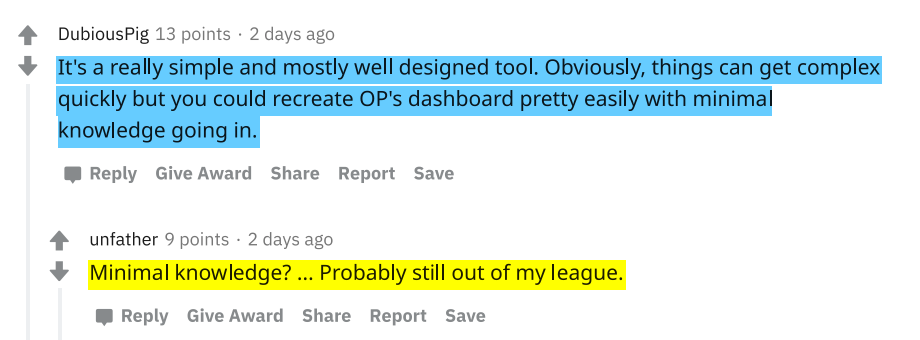 DubiousPig 13 points · 2 days ago
It's a really simple and mostly well designed tool. Obviously, things can get complex
quickly but you could recreate OP's dashboard pretty easily with minimal
knowledge going in.
Reply Give Award Share Report Save
unfather 9 points · 2 days ago
Minimal knowledge? ... Probably still out of my league.
Reply Give Award Share Report Save